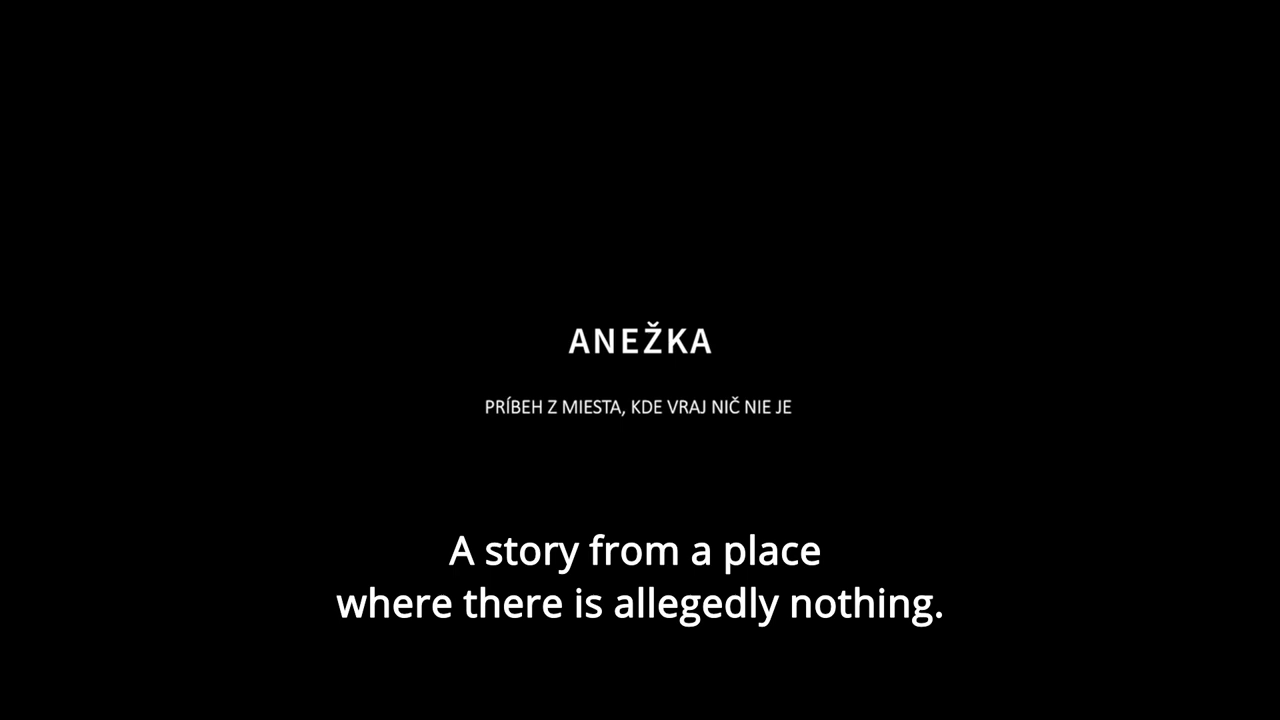 ANEŽKA
PRÍBEH Z MIESTA, KDE VRAJ NIČ NIE JE
A story from a place
where there is allegedly nothing.